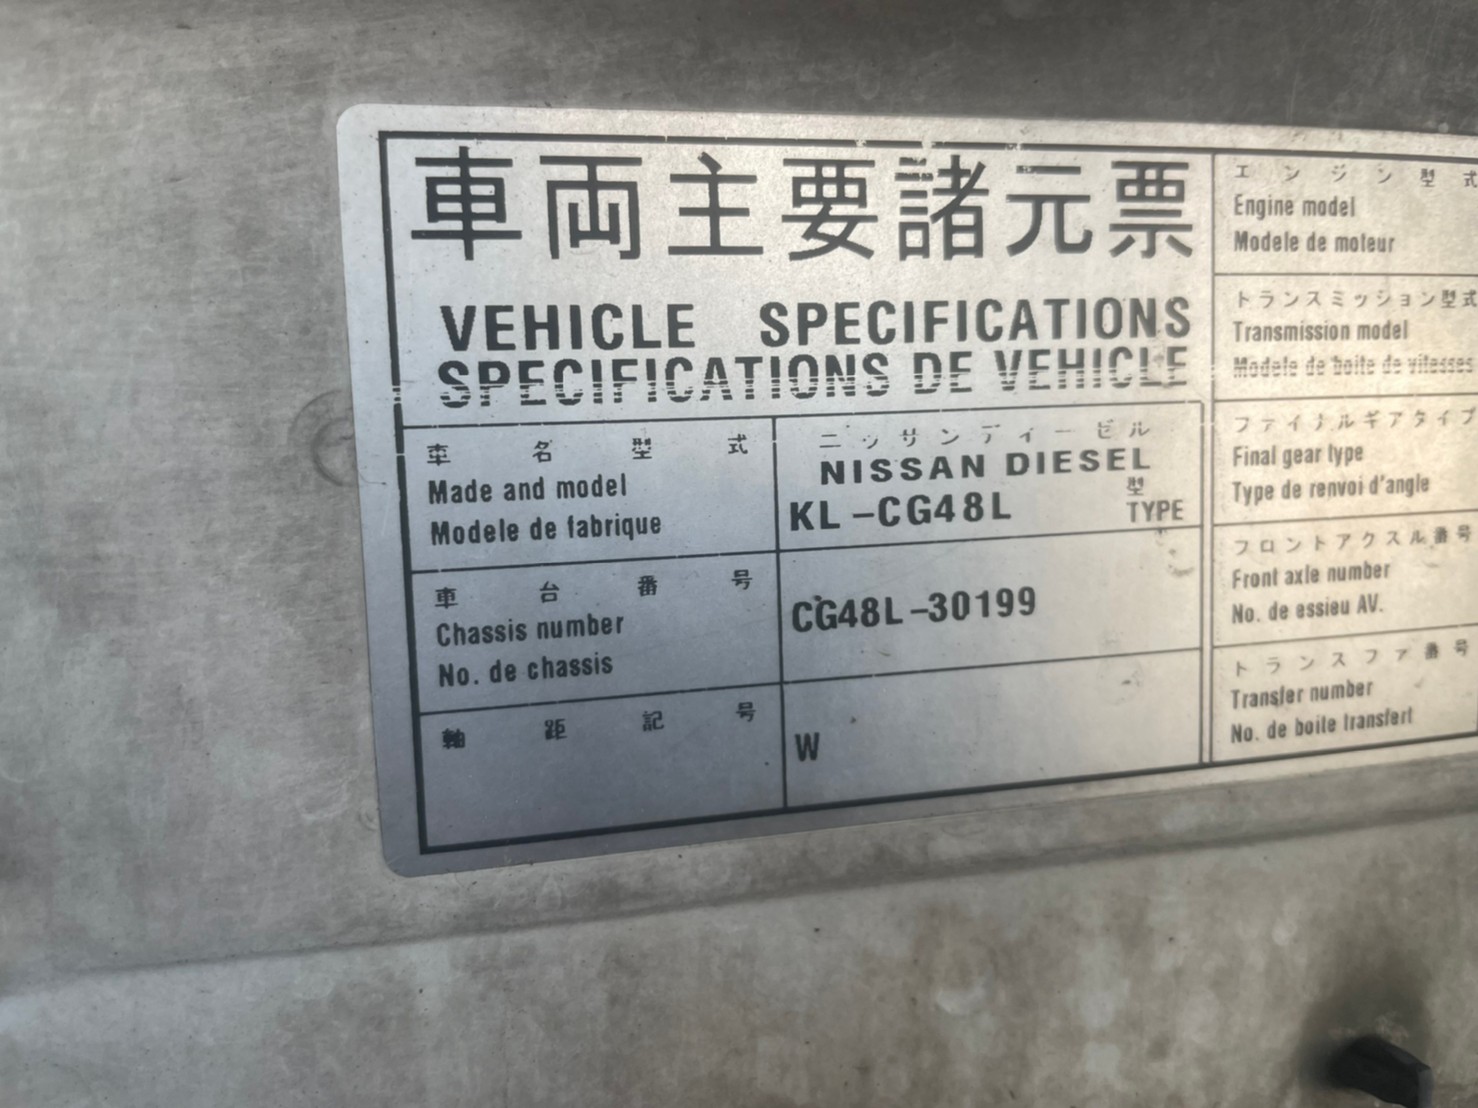 車両主要諸元票
VEHICLE SPECIFICATIONS
SPECIFICATIONS DE VEHICLE
車名型式
Made and model
Modele de fabrique
ニッサンディーゼル
NISSAN DIESEL
KL-CG48L
型
TYPE
車台番号
Chassis number
No. de chassis
CG48L-30199
軸距記号
W
エンジン型式
Engine model
Modele de moteur
トランスミッション型式
Transmission model
Modele de boite de vitesses
ファイナルギアタイプ
Final gear type
Type de renvoi d'angle
フロントアクスル番号
Front axle number
No. de essieu AV.
トランスファ番号
Transfer number
No. de boite transfert